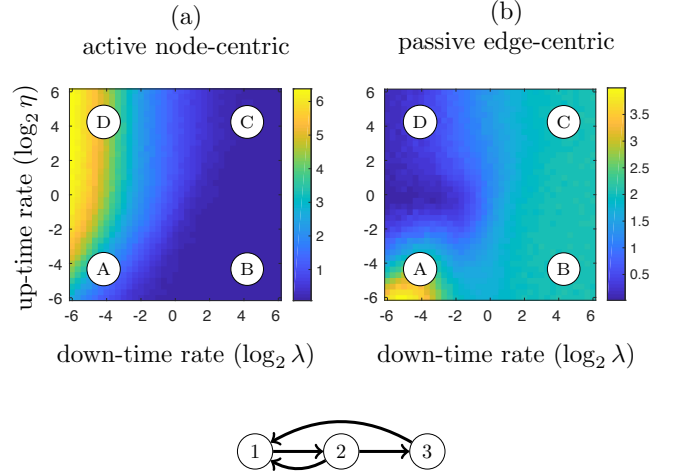 (a)
active node-centric
(b)
passive edge-centric
up-time rate (log₂ η)
6
4
2
0
-2
-4
-6
D
C
A
B
-6 -4 -2 0 2 4 6
down-time rate (log₂ λ)
6
5
4
3
2
1
6
4
2
0
-2
-4
-6
D
C
A
B
-6 -4 -2 0 2 4 6
down-time rate (log₂ λ)
3.5
3
2.5
2
1.5
1
0.5
1 2 3